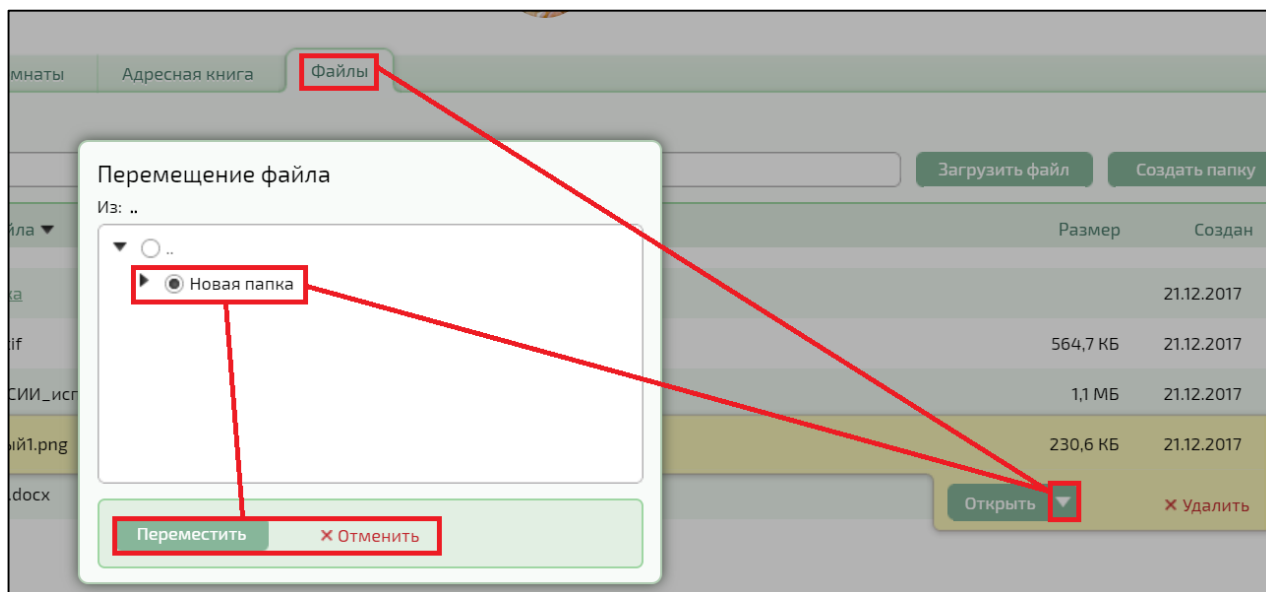 мнаты Адресная книга Файлы
Загрузить файл Создать папку
Перемещение файла
Из: ..
йла Размер Создан
..
Новая папка
ка 21.12.2017
tif 564,7 КБ 21.12.2017
СИИ_исп 1,1 МБ 21.12.2017
ый1.png 230,6 КБ 21.12.2017
.docx Открыть Удалить
Переместить Отменить